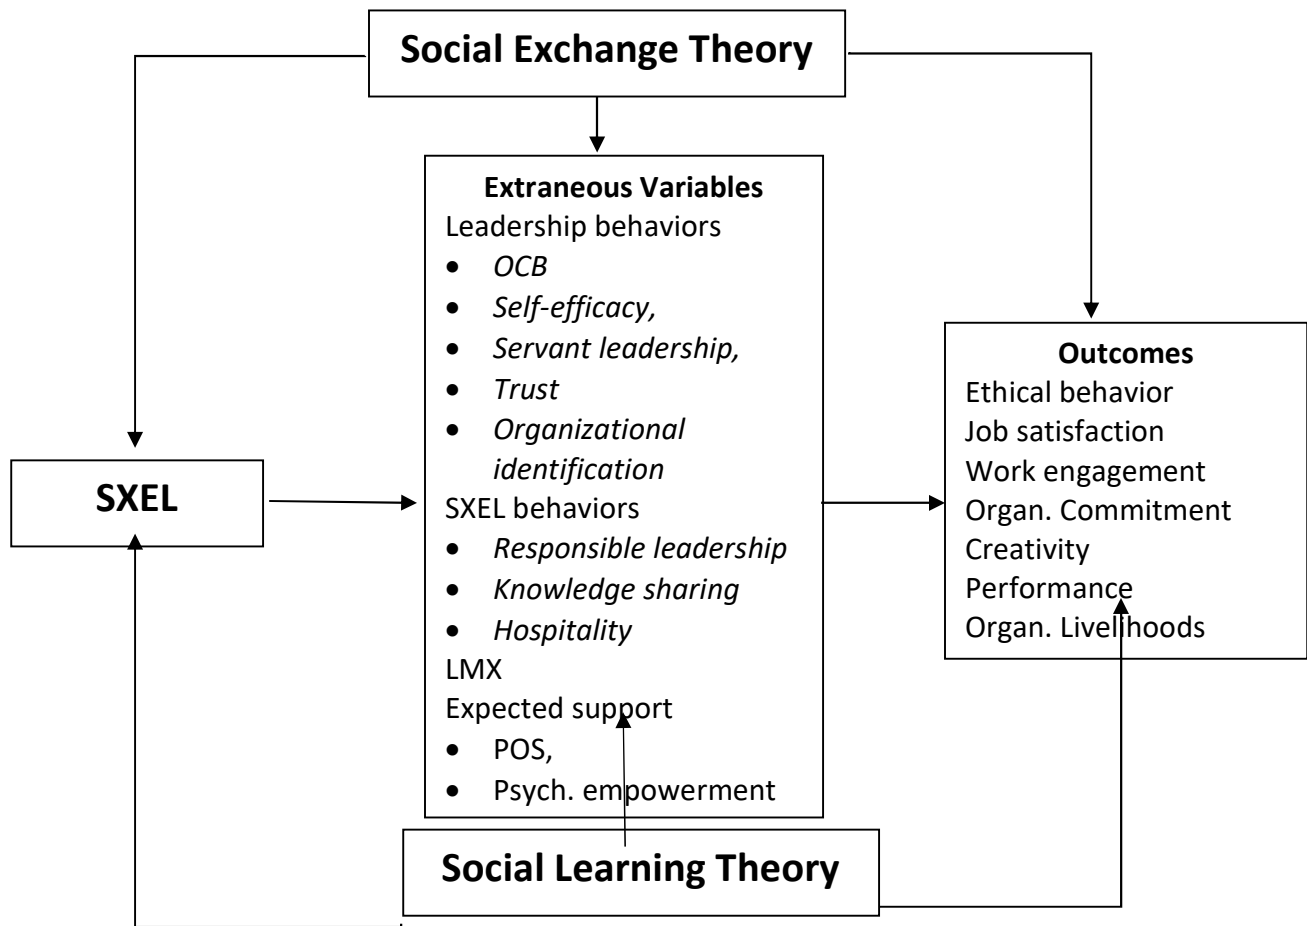 Social Exchange Theory
Extraneous Variables
Leadership behaviors
• OCB
• Self-efficacy,
• Servant leadership,
• Trust
• Organizational
identification
SXEL behaviors
• Responsible leadership
• Knowledge sharing
• Hospitality
LMX
Expected support
• POS,
• Psych. empowerment
SXEL
Outcomes
Ethical behavior
Job satisfaction
Work engagement
Organ. Commitment
Creativity
Performance
Organ. Livelihoods
Social Learning Theory